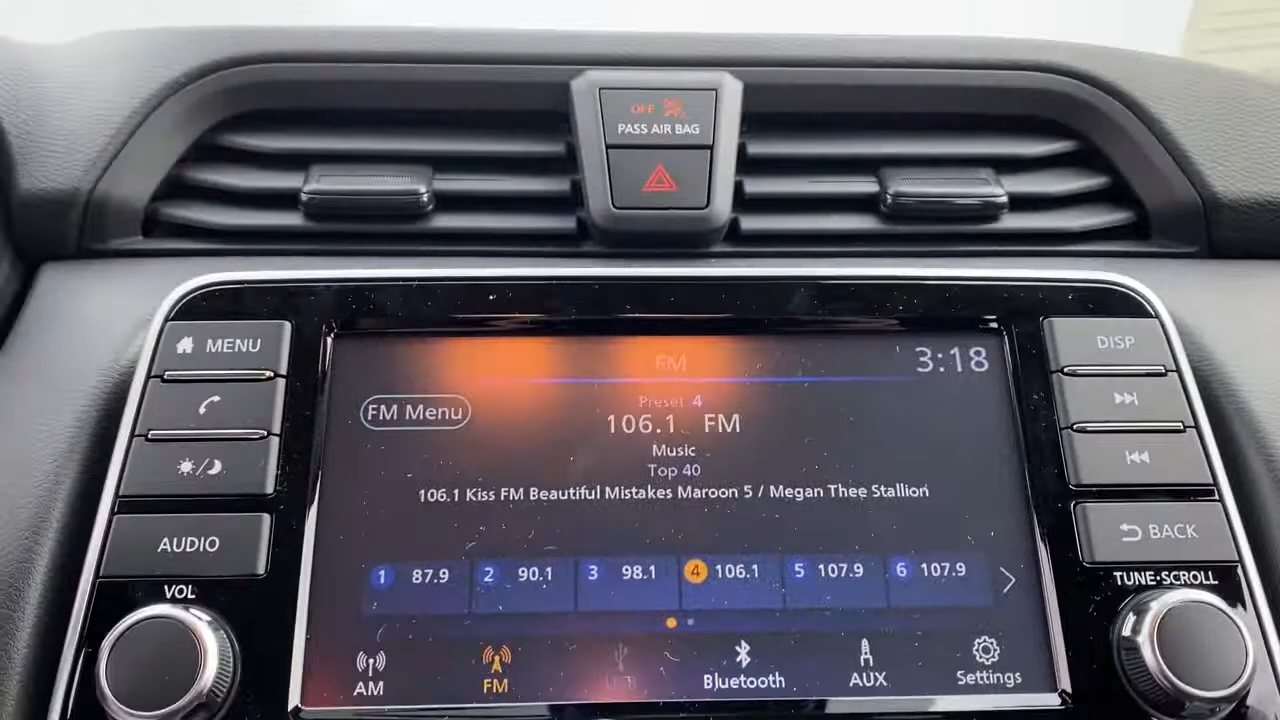 OFF
PASS AIR BAG
MENU
DISP
FM
3:18
FM Menu
Preset 4
106.1 FM
Music
Top 40
106.1 Kiss FM Beautiful Mistakes Maroon 5 / Megan Thee Stallion
AUDIO
BACK
VOL
TUNE·SCROLL
1 87.9
2 90.1
3 98.1
4 106.1
5 107.9
6 107.9
AM
FM
Bluetooth
AUX
Settings